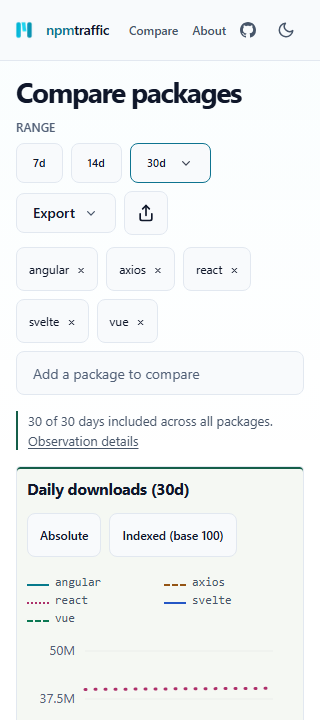 npmtraffic Compare About
Compare packages
RANGE
7d 14d 30d
Export
angular × axios × react ×
svelte × vue ×
Add a package to compare
30 of 30 days included across all packages.
Observation details
Daily downloads (30d)
Absolute Indexed (base 100)
angular axios
react svelte
vue
50M
37.5M